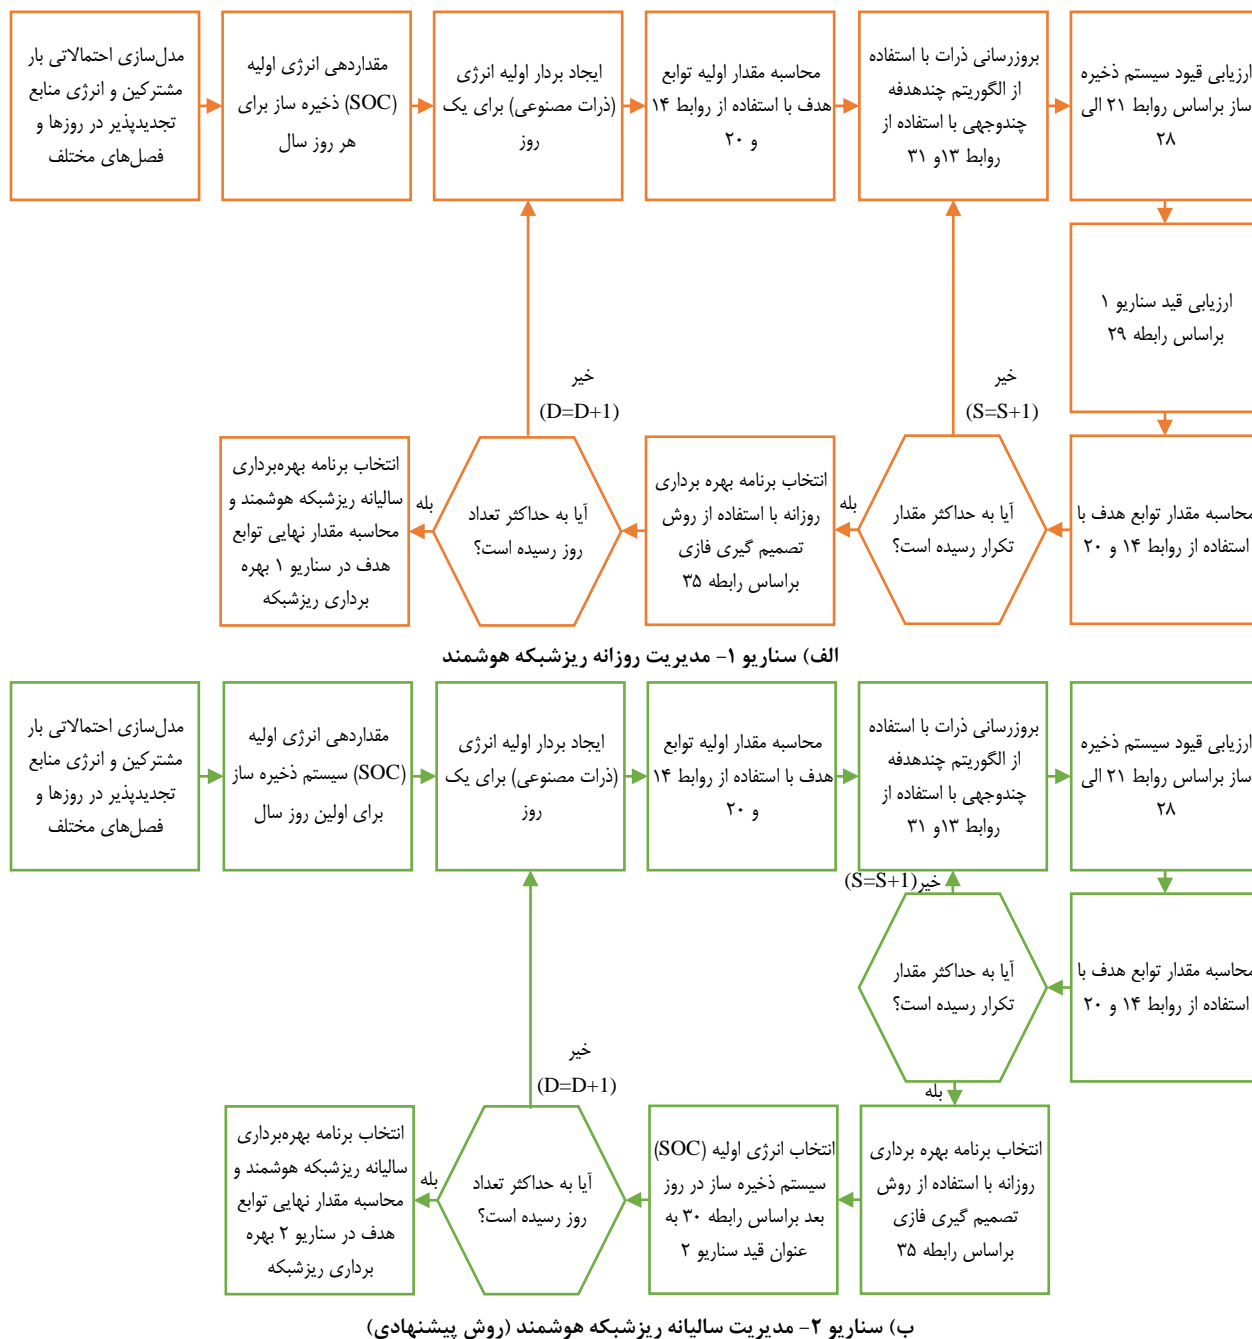 مدل‌سازی احتمالاتی بار
مشترکین و انرژی منابع
تجدیدپذیر در روزها و
فصل‌های مختلف
مقداردهی انرژی اولیه
(SOC) ذخیره ساز برای
هر روز سال
ایجاد بردار اولیه انرژی
(ذرات مصنوعی) برای یک
روز
محاسبه مقدار اولیه توابع
هدف با استفاده از روابط ۱۴
و ۲۰
بروزرسانی ذرات با استفاده
از الگوریتم چندهدفه
چندوجهی با استفاده از
روابط ۱۳و ۳۱
ارزیابی قیود سیستم ذخیره
ساز براساس روابط ۲۱ الی
۲۸
ارزیابی قید سناریو ۱
براساس رابطه ۲۹
محاسبه مقدار توابع هدف با
استفاده از روابط ۱۴ و ۲۰
خیر
(S=S+1)
آیا به حداکثر مقدار
تکرار رسیده است؟
بله
انتخاب برنامه بهره برداری
روزانه با استفاده از روش
تصمیم گیری فازی
براساس رابطه ۳۵
خیر
(D=D+1)
آیا به حداکثر تعداد
روز رسیده است؟
بله
انتخاب برنامه بهره‌برداری
سالیانه ریزشبکه هوشمند و
محاسبه مقدار نهایی توابع
هدف در سناریو ۱ بهره
برداری ریزشبکه
الف) سناریو ۱- مدیریت روزانه ریزشبکه هوشمند
مدل‌سازی احتمالاتی بار
مشترکین و انرژی منابع
تجدیدپذیر در روزها و
فصل‌های مختلف
مقداردهی انرژی اولیه
(SOC) سیستم ذخیره ساز
برای اولین روز سال
ایجاد بردار اولیه انرژی
(ذرات مصنوعی) برای یک
روز
محاسبه مقدار اولیه توابع
هدف با استفاده از روابط ۱۴
و ۲۰
بروزرسانی ذرات با استفاده
از الگوریتم چندهدفه
چندوجهی با استفاده از
روابط ۱۳و ۳۱
ارزیابی قیود سیستم ذخیره
ساز براساس روابط ۲۱ الی
۲۸
محاسبه مقدار توابع هدف با
استفاده از روابط ۱۴ و ۲۰
خیر(S=S+1)
آیا به حداکثر مقدار
تکرار رسیده است؟
بله
انتخاب برنامه بهره برداری
روزانه با استفاده از روش
تصمیم گیری فازی
براساس رابطه ۳۵
انتخاب انرژی اولیه (SOC)
سیستم ذخیره ساز در روز
بعد براساس رابطه ۳۰ به
عنوان قید سناریو ۲
خیر
(D=D+1)
آیا به حداکثر تعداد
روز رسیده است؟
بله
انتخاب برنامه بهره‌برداری
سالیانه ریزشبکه هوشمند و
محاسبه مقدار نهایی توابع
هدف در سناریو ۲ بهره
برداری ریزشبکه
ب) سناریو ۲- مدیریت سالیانه ریزشبکه هوشمند (روش پیشنهادی)